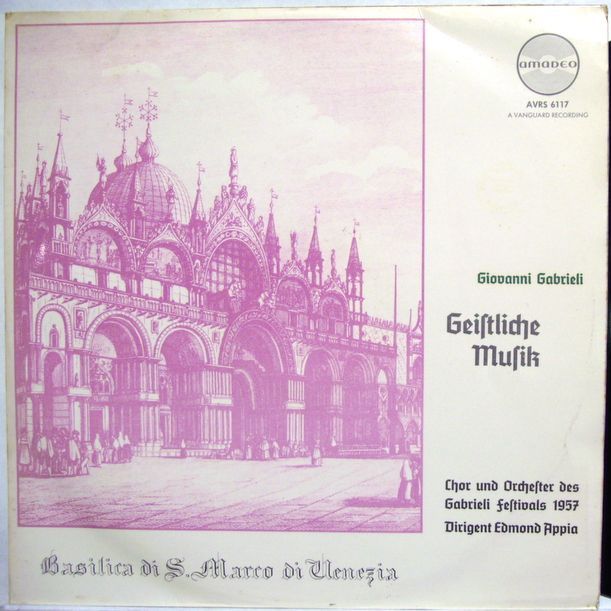 amadeo
AVRS 6117
A VANGUARD RECORDING
Giovanni Gabrieli
Geiſtliche
Muſik
Chor und Orcheſter des
Gabrieli Feſtivals 1957
Dirigent Edmond Appia
Basilica di S. Marco di Venezia